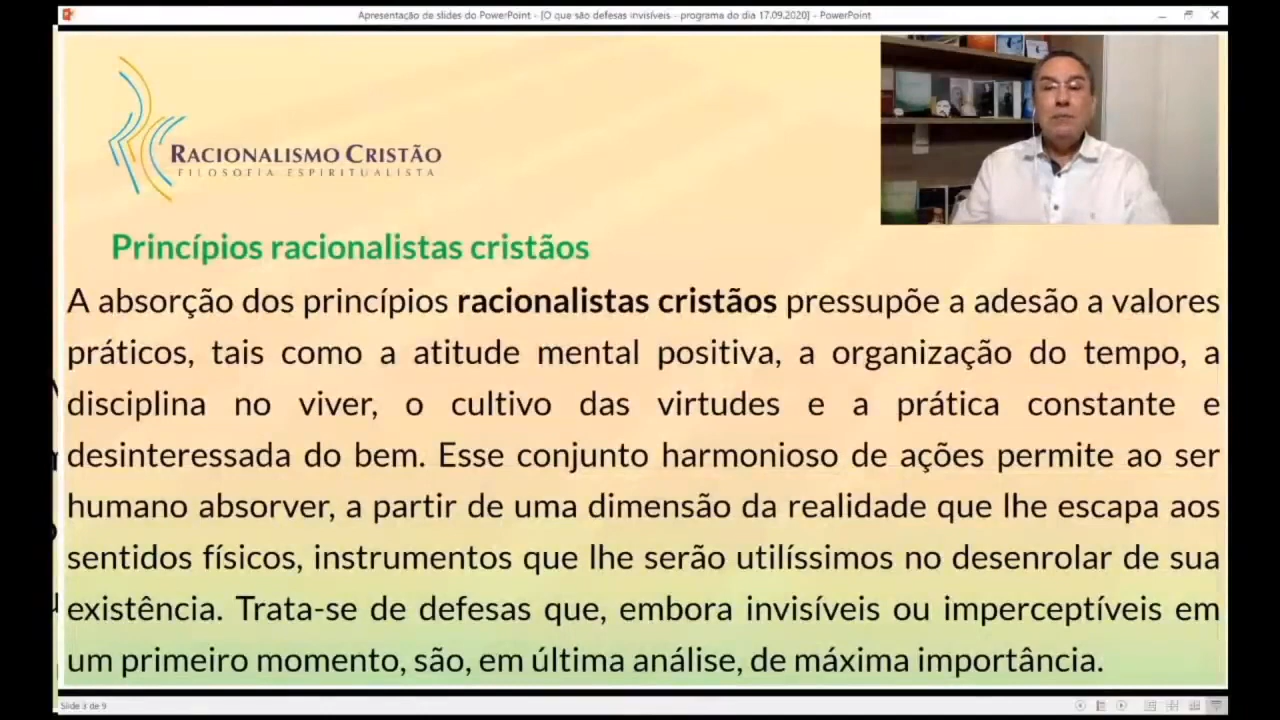 Apresentação de slides do PowerPoint - [O que são defesas invisíveis - programa do dia 17.09.2020] - PowerPoint
RACIONALISMO CRISTÃO
FILOSOFIA ESPIRITUALISTA
Princípios racionalistas cristãos
A absorção dos princípios racionalistas cristãos pressupõe a adesão a valores
práticos, tais como a atitude mental positiva, a organização do tempo, a
disciplina no viver, o cultivo das virtudes e a prática constante e
desinteressada do bem. Esse conjunto harmonioso de ações permite ao ser
humano absorver, a partir de uma dimensão da realidade que lhe escapa aos
sentidos físicos, instrumentos que lhe serão utilíssimos no desenrolar de sua
existência. Trata-se de defesas que, embora invisíveis ou imperceptíveis em
um primeiro momento, são, em última análise, de máxima importância.
Slide 3 de 9